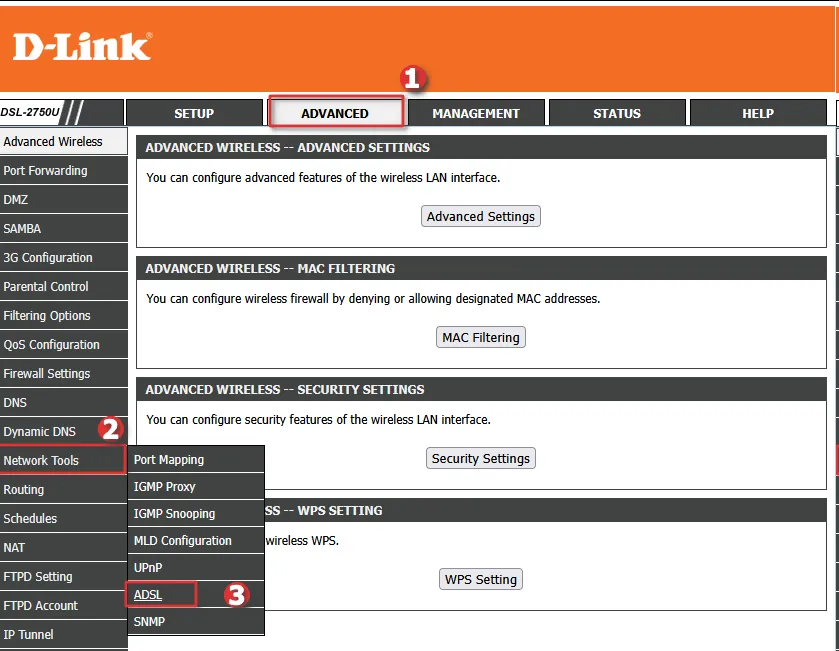 D-Link®
1
DSL-2750U
SETUP
ADVANCED
MANAGEMENT
STATUS
HELP
Advanced Wireless
Port Forwarding
DMZ
SAMBA
3G Configuration
Parental Control
Filtering Options
QoS Configuration
Firewall Settings
DNS
Dynamic DNS
2
Network Tools
Routing
Schedules
NAT
FTPD Setting
FTPD Account
IP Tunnel
Port Mapping
IGMP Proxy
IGMP Snooping
MLD Configuration
UPnP
ADSL
3
SNMP
ADVANCED WIRELESS -- ADVANCED SETTINGS
You can configure advanced features of the wireless LAN interface.
Advanced Settings
ADVANCED WIRELESS -- MAC FILTERING
You can configure wireless firewall by denying or allowing designated MAC addresses.
MAC Filtering
ADVANCED WIRELESS -- SECURITY SETTINGS
You can configure security features of the wireless LAN interface.
Security Settings
SS -- WPS SETTING
wireless WPS.
WPS Setting